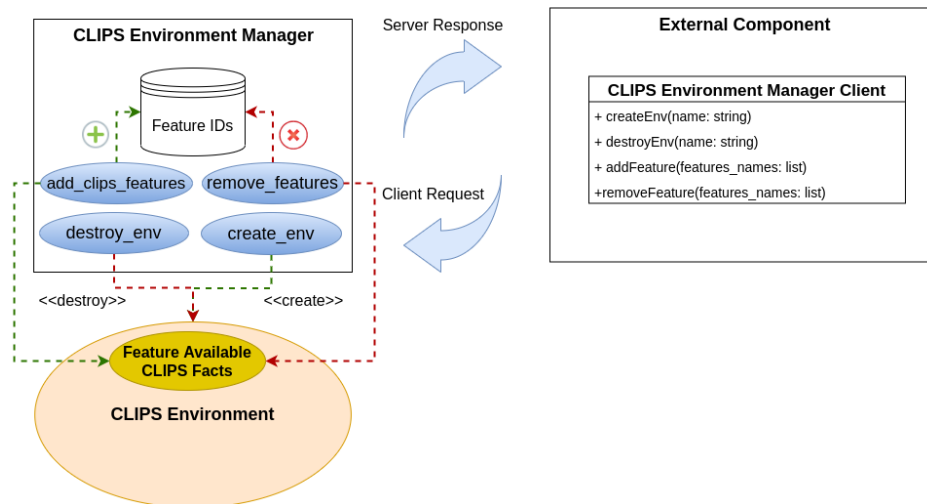 CLIPS Environment Manager
Feature IDs
add_clips_features
remove_features
destroy_env
create_env
<<destroy>>
<<create>>
Feature Available
CLIPS Facts
CLIPS Environment
Server Response
Client Request
External Component
CLIPS Environment Manager Client
+ createEnv(name: string)
+ destroyEnv(name: string)
+ addFeature(features_names: list)
+removeFeature(features_names: list)